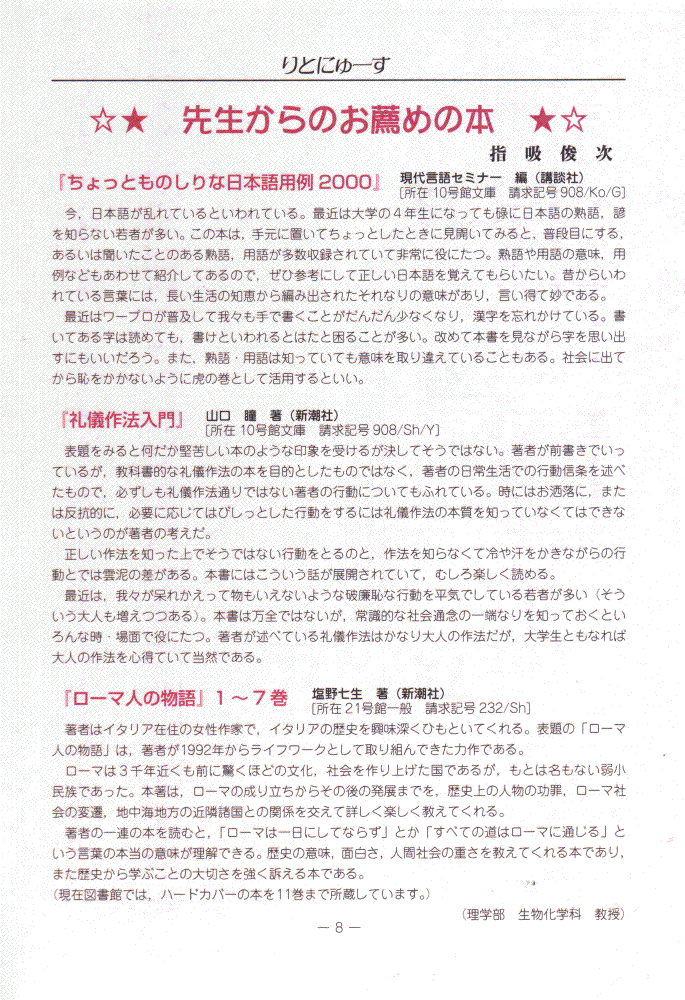 りとにゅーす
☆★ 先生からのお薦めの本 ★☆
指吸俊次
『ちょっとものしりな日本語用例2000』 現代言語セミナー 編（講談社）
［所在10号館文庫 請求記号908/Ko/G］
今，日本語が乱れているといわれている。最近は大学の４年生になっても碌に日本語の熟語，諺
を知らない若者が多い。この本は，手元に置いてちょっとしたときに見開いてみると，普段目にする，
あるいは聞いたことのある熟語，用語が多数収録されていて非常に役にたつ。熟語や用語の意味，用
例などもあわせて紹介してあるので，ぜひ参考にして正しい日本語を覚えてもらいたい。昔からいわ
れている言葉には，長い生活の知恵から編み出されたそれなりの意味があり，言い得て妙である。
最近はワープロが普及して我々も手で書くことがだんだん少なくなり，漢字を忘れかけている。書
いてある字は読めても，書けといわれるとはたと困ることが多い。改めて本書を見ながら字を思い出
すにもいいだろう。また，熟語・用語は知っていても意味を取り違えていることもある。社会に出て
から恥をかかないように虎の巻として活用するといい。
『礼儀作法入門』 山口 瞳 著（新潮社）
［所在10号館文庫 請求記号908/Sh/Y］
表題をみると何だか堅苦しい本のような印象を受けるが決してそうではない。著者が前書きでいっ
ているが，教科書的な礼儀作法の本を目的としたものではなく，著者の日常生活での行動信条を述べ
たもので，必ずしも礼儀作法通りではない著者の行動についてもふれている。時にはお洒落に，また
は反抗的に，必要に応じてはびしっとした行動をするには礼儀作法の本質を知っていなくてはできな
いというのが著者の考えだ。
正しい作法を知った上でそうではない行動をとるのと，作法を知らなくて冷や汗をかきながらの行
動とでは雲泥の差がある。本書にはこういう話が展開されていて，むしろ楽しく読める。
最近は，我々が呆れかえって物もいえないような破廉恥な行動を平気でしている若者が多い（そう
いう大人も増えつつある）。本書は万全ではないが，常識的な社会通念の一端なりを知っておくとい
ろんな時・場面で役にたつ。著者が述べている礼儀作法はかなり大人の作法だが，大学生ともなれば
大人の作法を心得ていて当然である。
『ローマ人の物語』１～７巻 塩野七生 著（新潮社）
［所在21号館一般 請求記号232/Sh］
著者はイタリア在住の女性作家で，イタリアの歴史を興味深くひもといてくれる。表題の「ローマ
人の物語」は，著者が1992年からライフワークとして取り組んできた力作である。
ローマは３千年近くも前に驚くほどの文化，社会を作り上げた国であるが，もとは名もない弱小
民族であった。本著は，ローマの成り立ちからその後の発展までを，歴史上の人物の功罪，ローマ社
会の変遷，地中海地方の近隣諸国との関係を交えて詳しく楽しく教えてくれる。
著者の一連の本を読むと，「ローマは一日にしてならず」とか「すべての道はローマに通じる」と
いう言葉の本当の意味が理解できる。歴史の意味，面白さ，人間社会の重さを教えてくれる本であり，
また歴史から学ぶことの大切さを強く訴える本である。
（現在図書館では，ハードカバーの本を11巻まで所蔵しています。）
（理学部 生物化学科 教授）
— 8 —